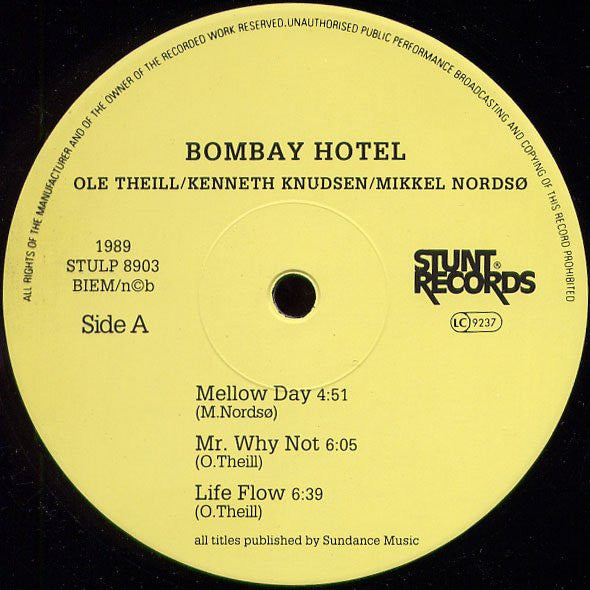 ALL RIGHTS OF THE MANUFACTURER AND OF THE OWNER OF THE RECORDED WORK RESERVED.UNAUTHORISED PUBLIC PERFORMANCE BROADCASTING AND COPYING OF THIS RECORD PROHIBITED
BOMBAY HOTEL
OLE THEILL/KENNETH KNUDSEN/MIKKEL NORDSØ
1989
STULP 8903
BIEM/n©b
Side A
STUNT®
RECORDS
LC 9237
Mellow Day 4:51
(M.Nordsø)
Mr. Why Not 6:05
(O.Theill)
Life Flow 6:39
(O.Theill)
all titles published by Sundance Music